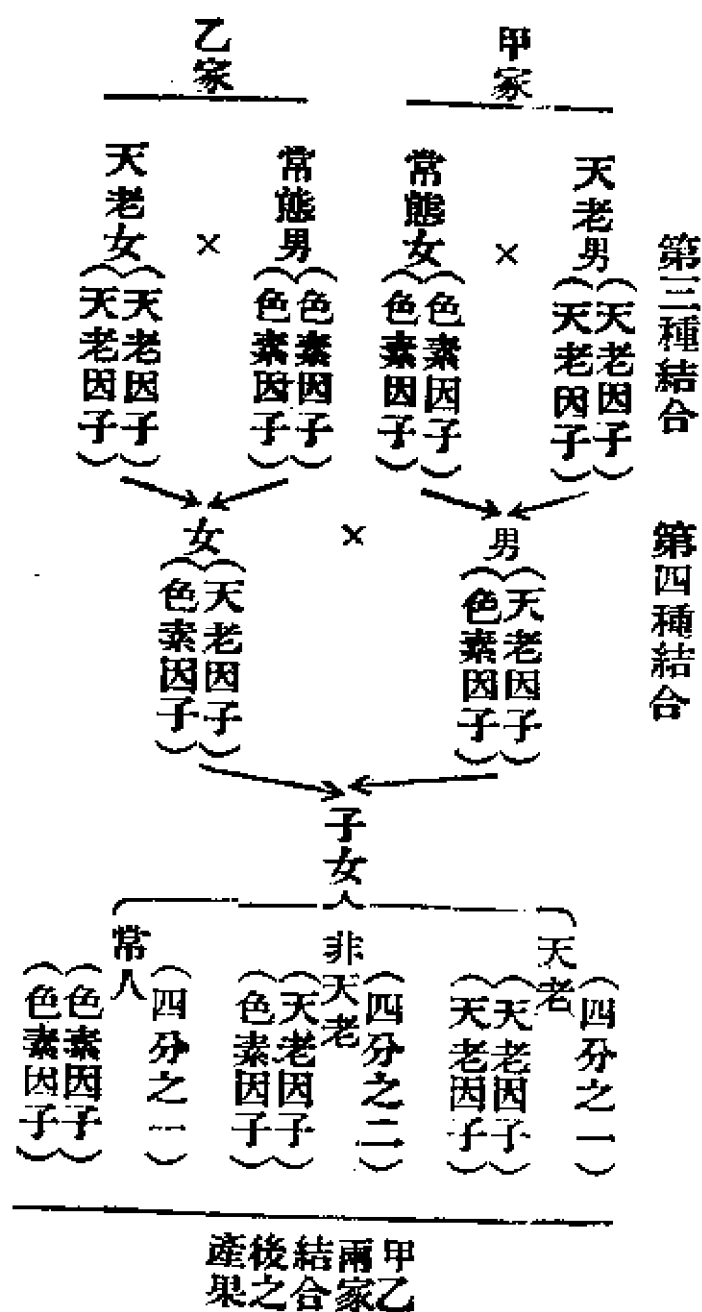 第三種結合
甲家
天老男
(天老因子)
(天老因子)
×
常態女
(色素因子)
(色素因子)
乙家
常態男
(色素因子)
(色素因子)
×
天老女
(天老因子)
(天老因子)
第四種結合
男
(天老因子)
(色素因子)
×
女
(天老因子)
(色素因子)
子女
天老
(四分之一)
(天老因子)
(天老因子)
非天老
(四分之二)
(天老因子)
(色素因子)
常人
(四分之一)
(色素因子)
(色素因子)
甲乙
兩家
結合
後之
產果